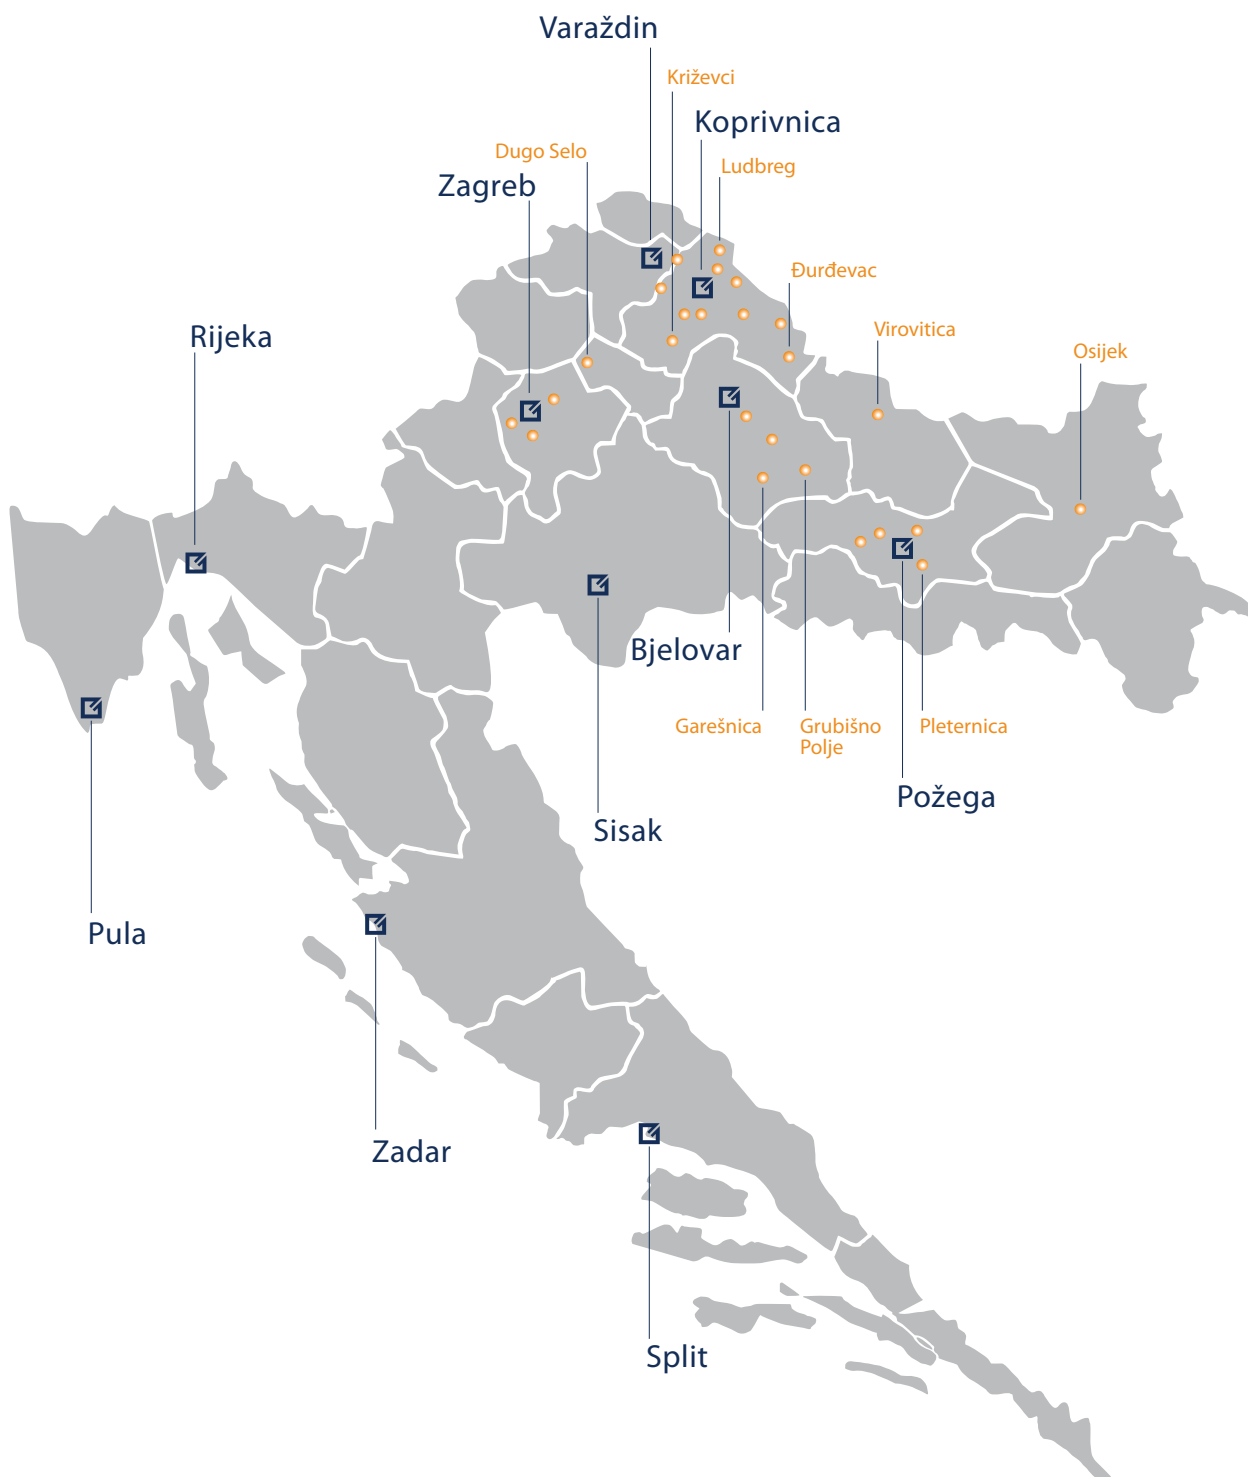 Varaždin
Križevci
Koprivnica
Dugo Selo
Ludbreg
Zagreb
Đurđevac
Rijeka
Virovitica
Osijek
Bjelovar
Garešnica
Grubišno
Polje
Pleternica
Požega
Sisak
Pula
Zadar
Split